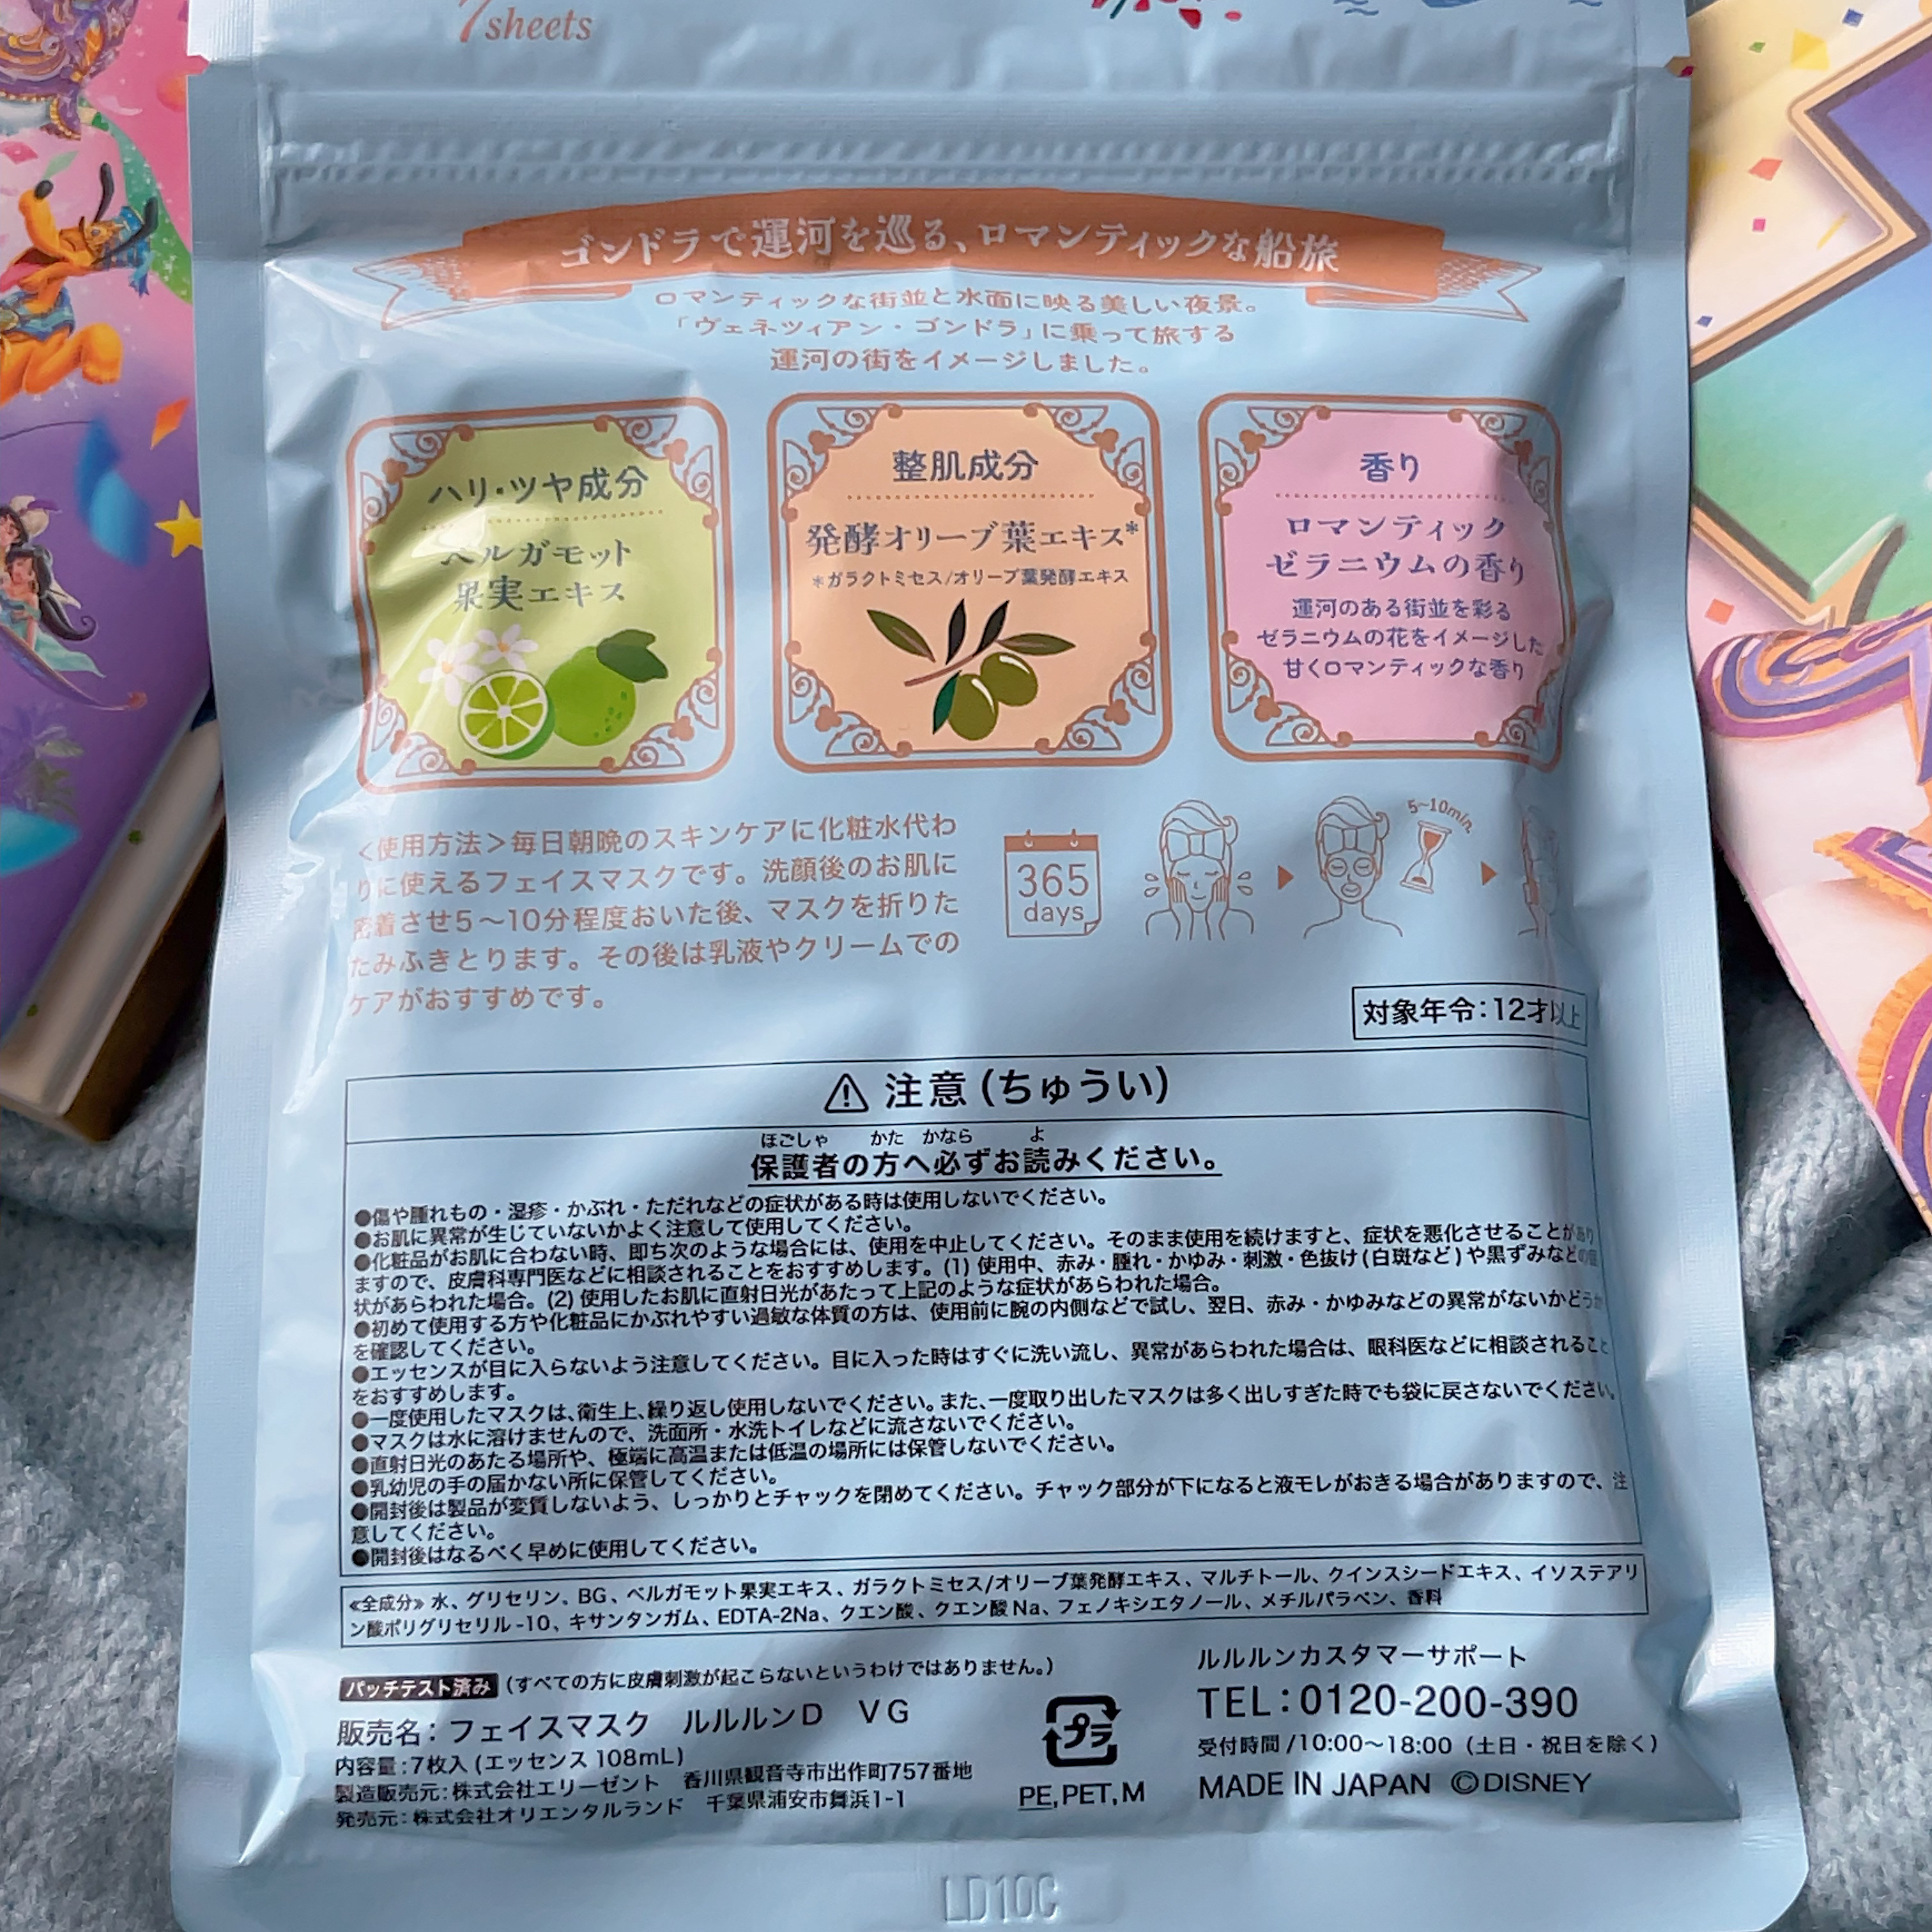 7sheets
ゴンドラで運河を巡る、ロマンティックな船旅
ロマンティックな街並と水面に映る美しい夜景。
「ヴェネツィアン・ゴンドラ」に乗って旅する
運河の街をイメージしました。
ハリ・ツヤ成分
ベルガモット
果実エキス
整肌成分
発酵オリーブ葉エキス*
*ガラクトミセス/オリーブ葉発酵エキス
香り
ロマンティック
ゼラニウムの香り
運河のある街並を彩る
ゼラニウムの花をイメージした
甘くロマンティックな香り
<使用方法>毎日朝晩のスキンケアに化粧水代わ
りに使えるフェイスマスクです。洗顔後のお肌に
密着させ5～10分程度おいた後、マスクを折りた
たみふきとります。その後は乳液やクリームでの
ケアがおすすめです。
365
days
5~10min.
対象年令:12才以上
注意(ちゅうい)
ほごしゃ かた かなら よ
保護者の方へ必ずお読みください。
●傷や腫れもの・湿疹・かぶれ・ただれなどの症状がある時は使用しないでください。
●お肌に異常が生じていないかよく注意して使用してください。
●化粧品がお肌に合わない時、即ち次のような場合には、使用を中止してください。そのまま使用を続けますと、症状を悪化させることがあり
ますので、皮膚科専門医などに相談されることをおすすめします。(1) 使用中、赤み・腫れ・かゆみ・刺激・色抜け(白斑など)や黒ずみなどの症
状があらわれた場合。(2) 使用したお肌に直射日光があたって上記のような症状があらわれた場合。
●初めて使用する方や化粧品にかぶれやすい過敏な体質の方は、使用前に腕の内側などで試し、翌日、赤み・かゆみなどの異常がないかどうか
を確認してください。
●エッセンスが目に入らないよう注意してください。目に入った時はすぐに洗い流し、異常があらわれた場合は、眼科医などに相談されること
をおすすめします。
●一度使用したマスクは、衛生上、繰り返し使用しないでください。また、一度取り出したマスクは多く出しすぎた時でも袋に戻さないでください。
●マスクは水に溶けませんので、洗面所・水洗トイレなどに流さないでください。
●直射日光のあたる場所や、極端に高温または低温の場所には保管しないでください。
●乳幼児の手の届かない所に保管してください。
●開封後は製品が変質しないよう、しっかりとチャックを閉めてください。チャック部分が下になると液モレがおきる場合がありますので、注
意してください。
●開封後はなるべく早めに使用してください。
≪全成分≫ 水、グリセリン、BG、ベルガモット果実エキス、ガラクトミセス/オリーブ葉発酵エキス、マルチトール、クインスシードエキス、イソステアリ
ン酸ポリグリセリル-10、キサンタンガム、EDTA-2Na、クエン酸、クエン酸Na、フェノキシエタノール、メチルパラベン、香料
パッチテスト済み (すべての方に皮膚刺激が起こらないというわけではありません。)
販売名:フェイスマスク ルルルンD VG
内容量:7枚入(エッセンス 108mL)
製造販売元:株式会社エリーゼント 香川県観音寺市出作町757番地
発売元:株式会社オリエンタルランド 千葉県浦安市舞浜1-1
プラ
PE,PET,M
ルルルンカスタマーサポート
TEL:0120-200-390
受付時間/10:00～18:00 (土日・祝日を除く)
MADE IN JAPAN ©DISNEY
LD10C